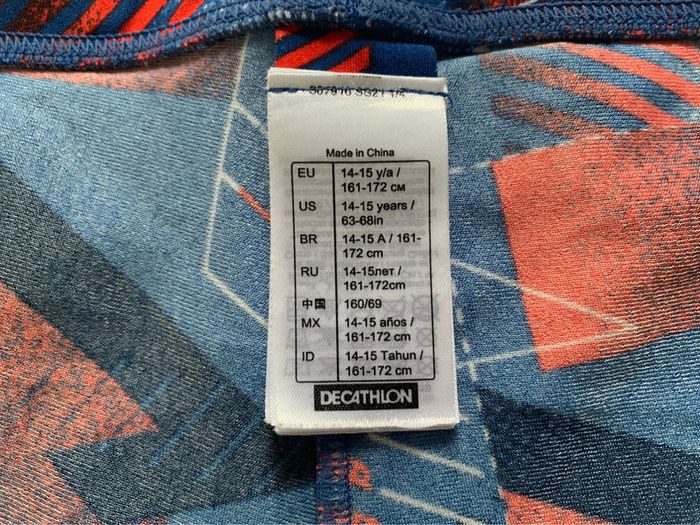 Made in China
EU 14-15 y/a /
161-172 см
US 14-15 years /
63-68in
BR 14-15 A / 161-
172 cm
RU 14-15лет /
161-172cm
中国 160/69
MX 14-15 años /
161-172 cm
ID 14-15 Tahun /
161-172 cm
DECATHLON